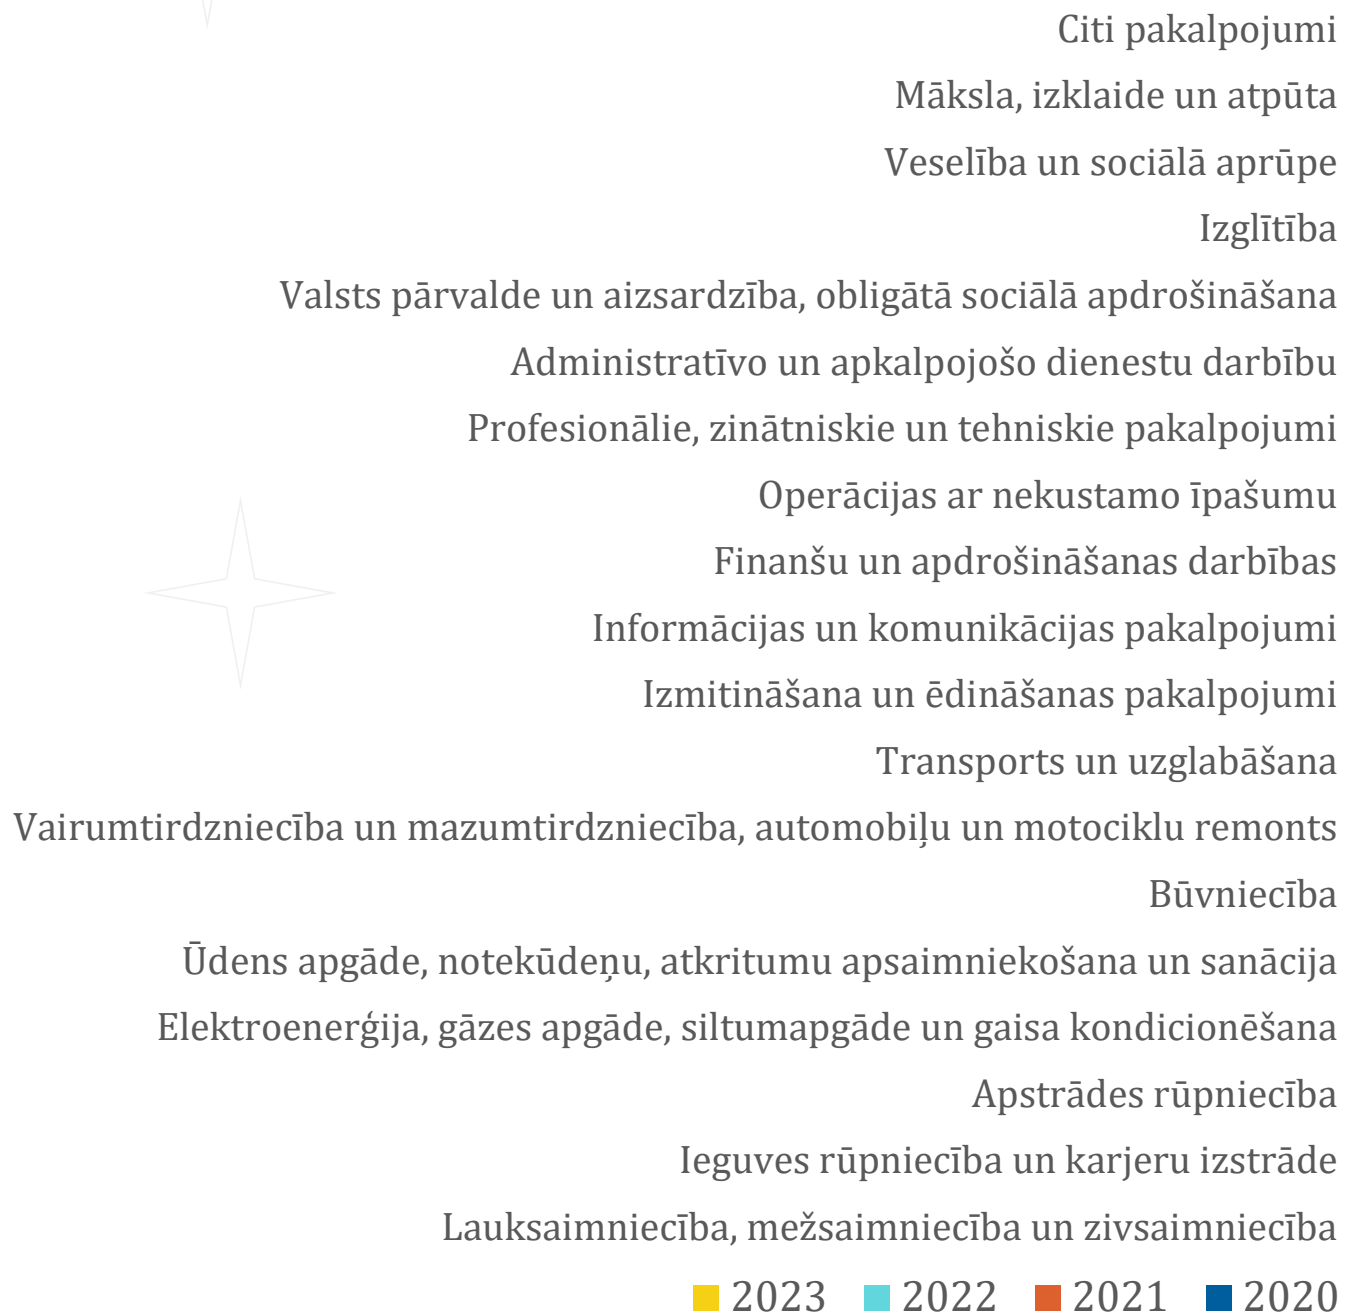 Citi pakalpojumi
Māksla, izklaide un atpūta
Veselība un sociālā aprūpe
Izglītība
Valsts pārvalde un aizsardzība, obligātā sociālā apdrošināšana
Administratīvo un apkalpojošo dienestu darbību
Profesionālie, zinātniskie un tehniskie pakalpojumi
Operācijas ar nekustamo īpašumu
Finanšu un apdrošināšanas darbības
Informācijas un komunikācijas pakalpojumi
Izmitināšana un ēdināšanas pakalpojumi
Transports un uzglabāšana
Vairumtirdzniecība un mazumtirdzniecība, automobiļu un motociklu remonts
Būvniecība
Ūdens apgāde, notekūdeņu, atkritumu apsaimniekošana un sanācija
Elektroenerģija, gāzes apgāde, siltumapgāde un gaisa kondicionēšana
Apstrādes rūpniecība
Ieguves rūpniecība un karjeru izstrāde
Lauksaimniecība, mežsaimniecība un zivsaimniecība
2023 2022 2021 2020